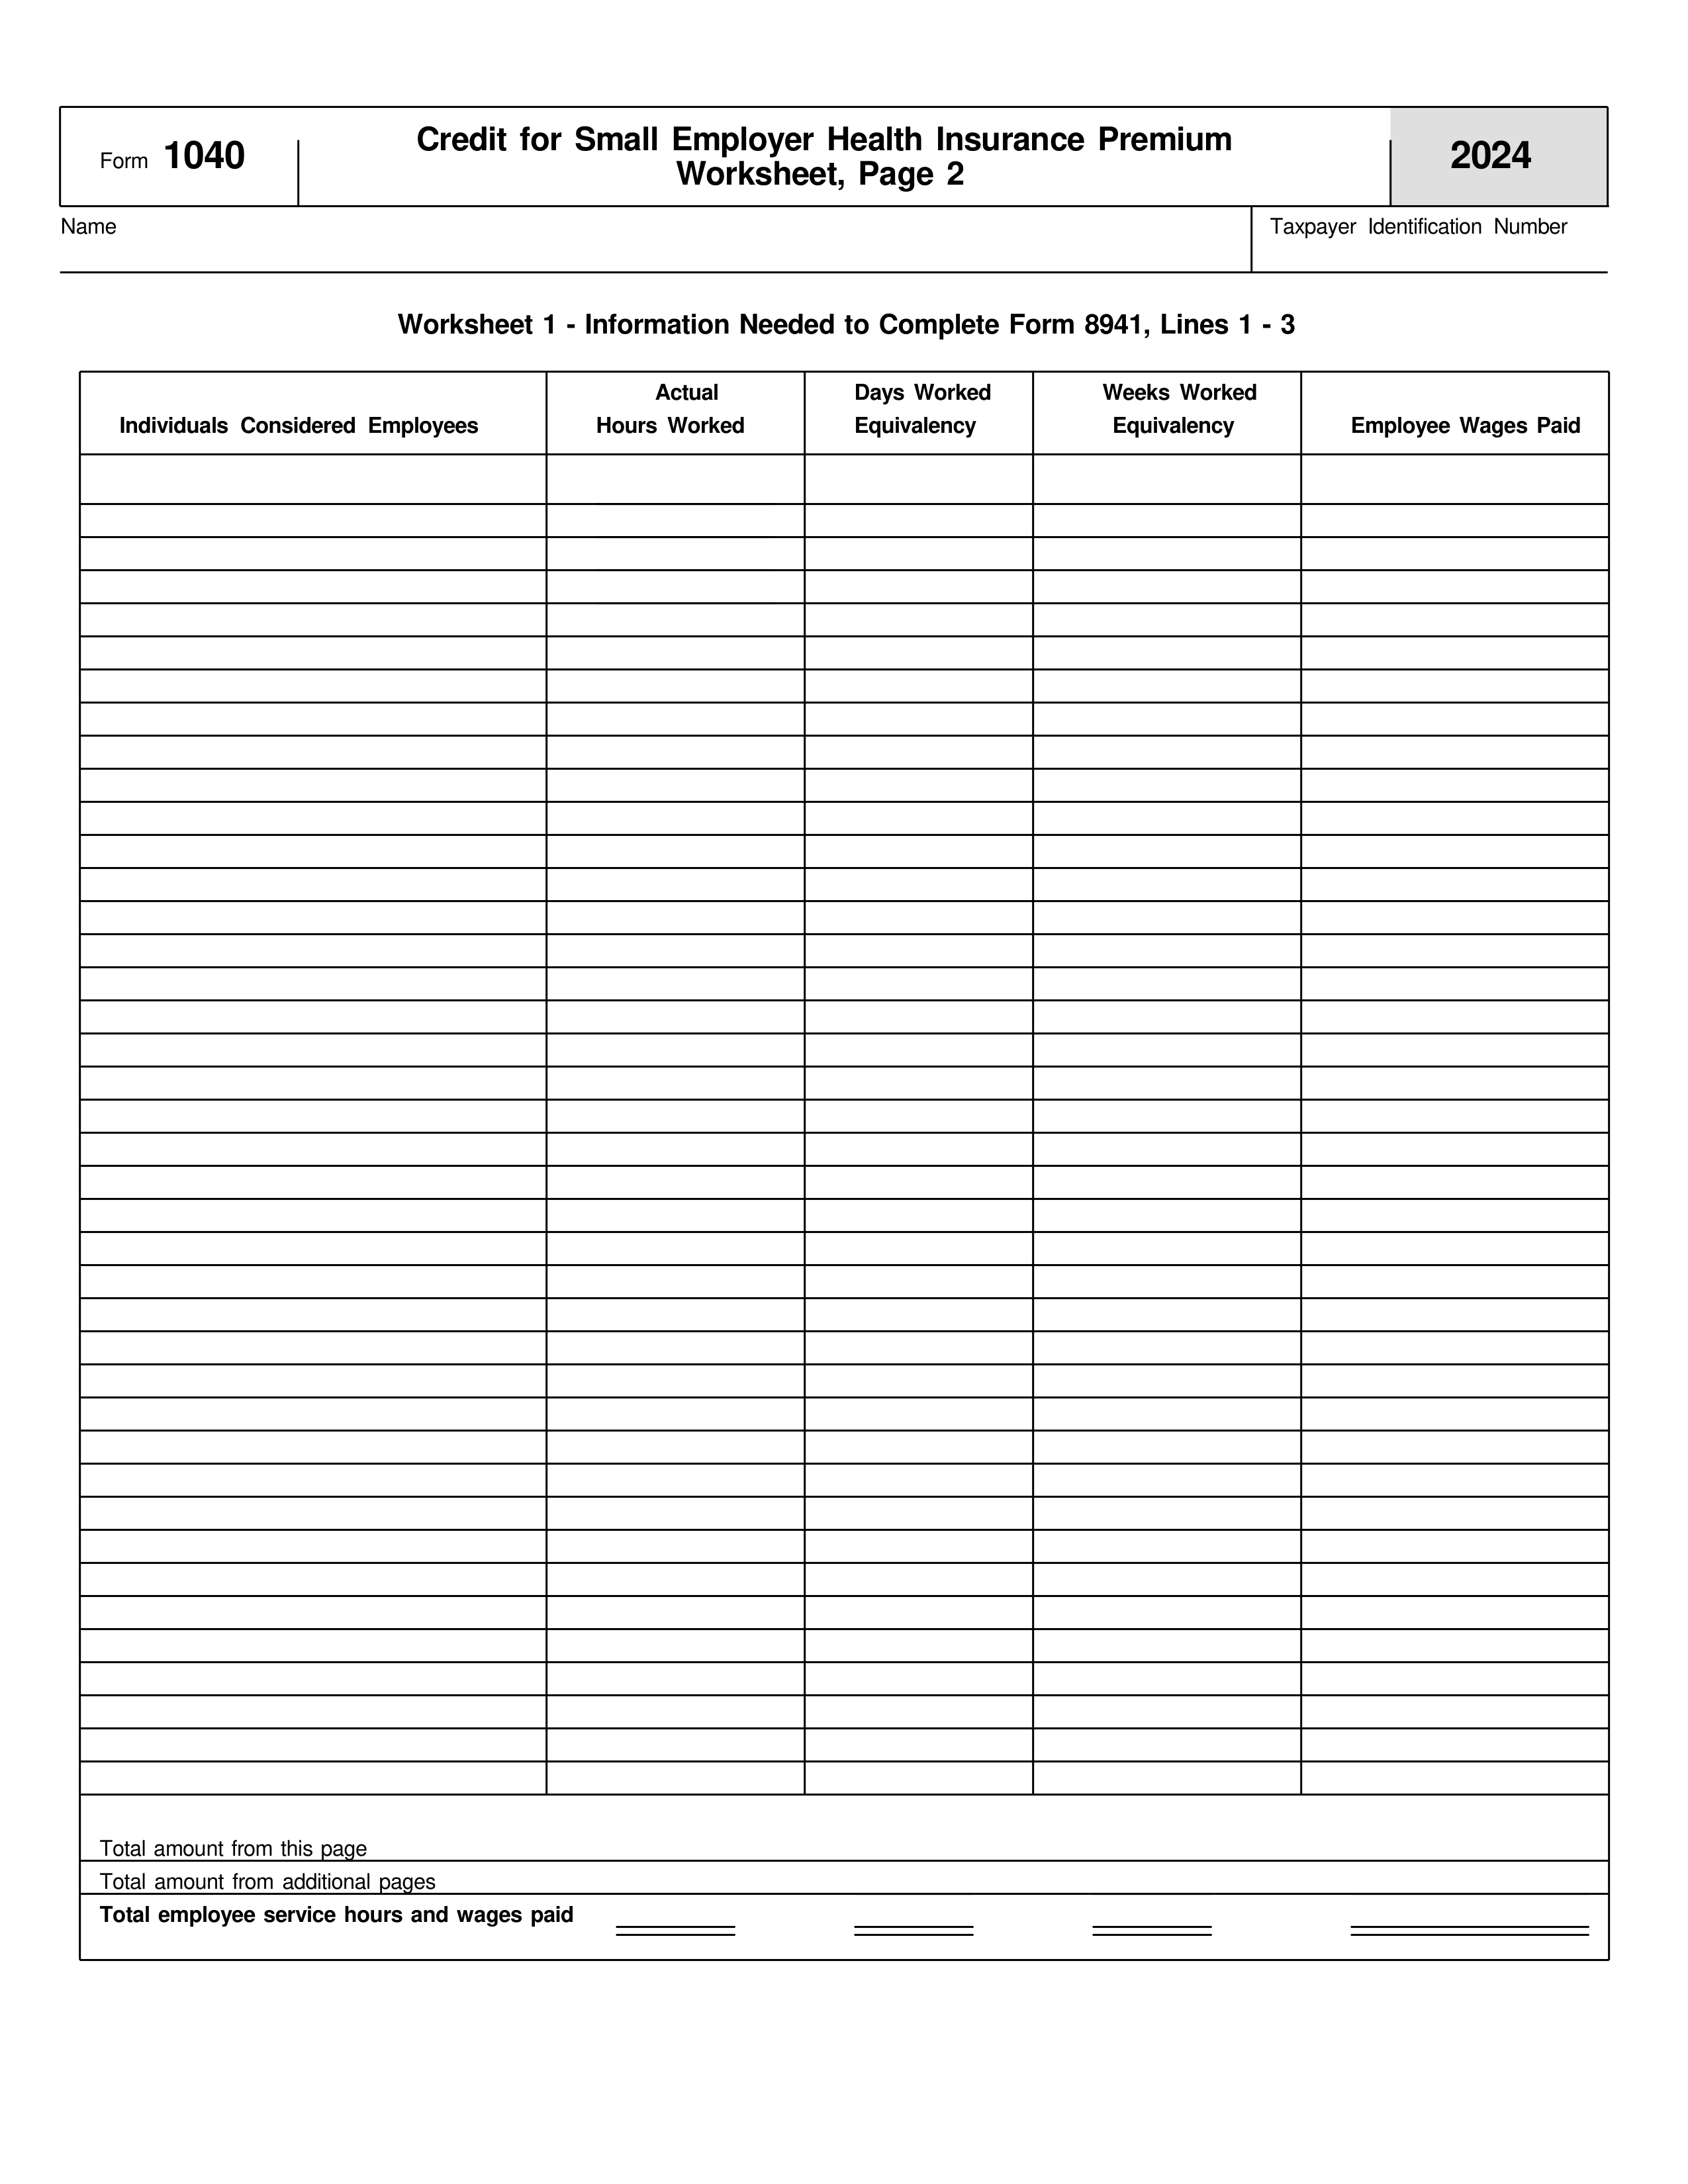 Form 1040
Credit for Small Employer Health Insurance Premium
Worksheet, Page 2
2024
Name
Taxpayer Identification Number
Worksheet 1 - Information Needed to Complete Form 8941, Lines 1 - 3
Individuals Considered Employees
Actual
Hours Worked
Days Worked
Equivalency
Weeks Worked
Equivalency
Employee Wages Paid
Total amount from this page
Total amount from additional pages
Total employee service hours and wages paid